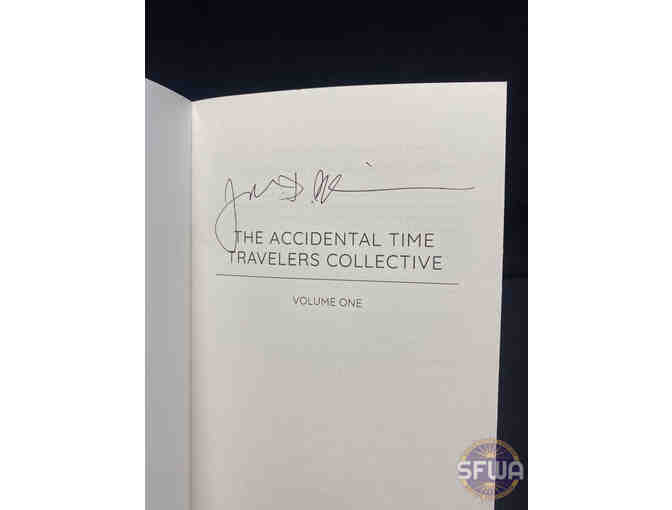 THE ACCIDENTAL TIME
TRAVELERS COLLECTIVE
VOLUME ONE
SFWA